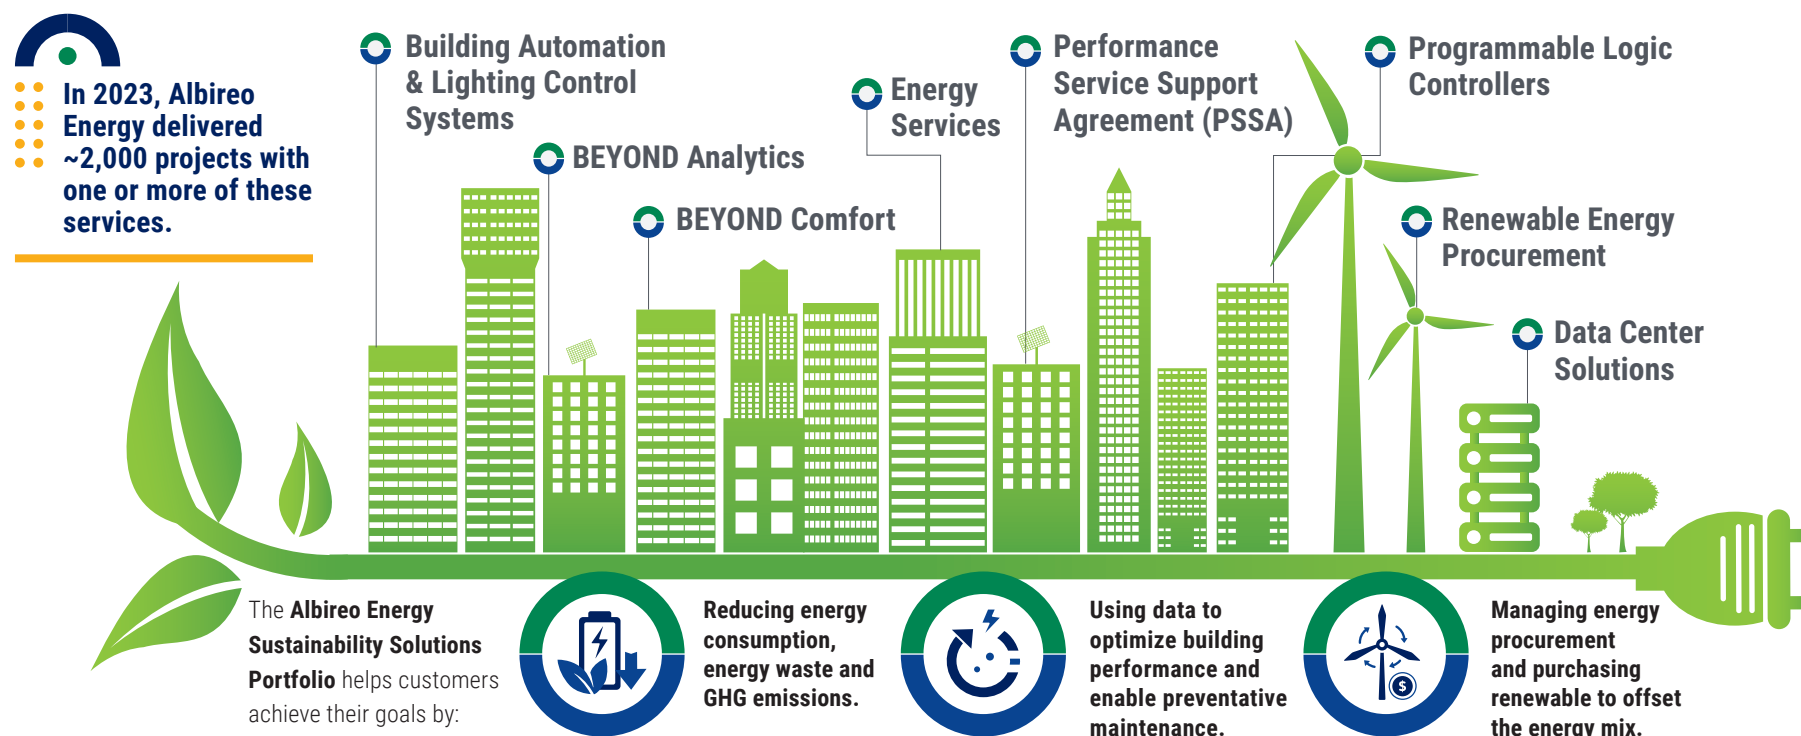 In 2023, Albireo
Energy delivered
~2,000 projects with
one or more of these
services.
Building Automation
& Lighting Control
Systems
BEYOND Analytics
BEYOND Comfort
Energy
Services
Performance
Service Support
Agreement (PSSA)
Programmable Logic
Controllers
Renewable Energy
Procurement
Data Center
Solutions
The Albireo Energy
Sustainability Solutions
Portfolio helps customers
achieve their goals by:
Reducing energy
consumption,
energy waste and
GHG emissions.
Using data to
optimize building
performance and
enable preventative
maintenance.
$
Managing energy
procurement
and purchasing
renewable to offset
the energy mix.